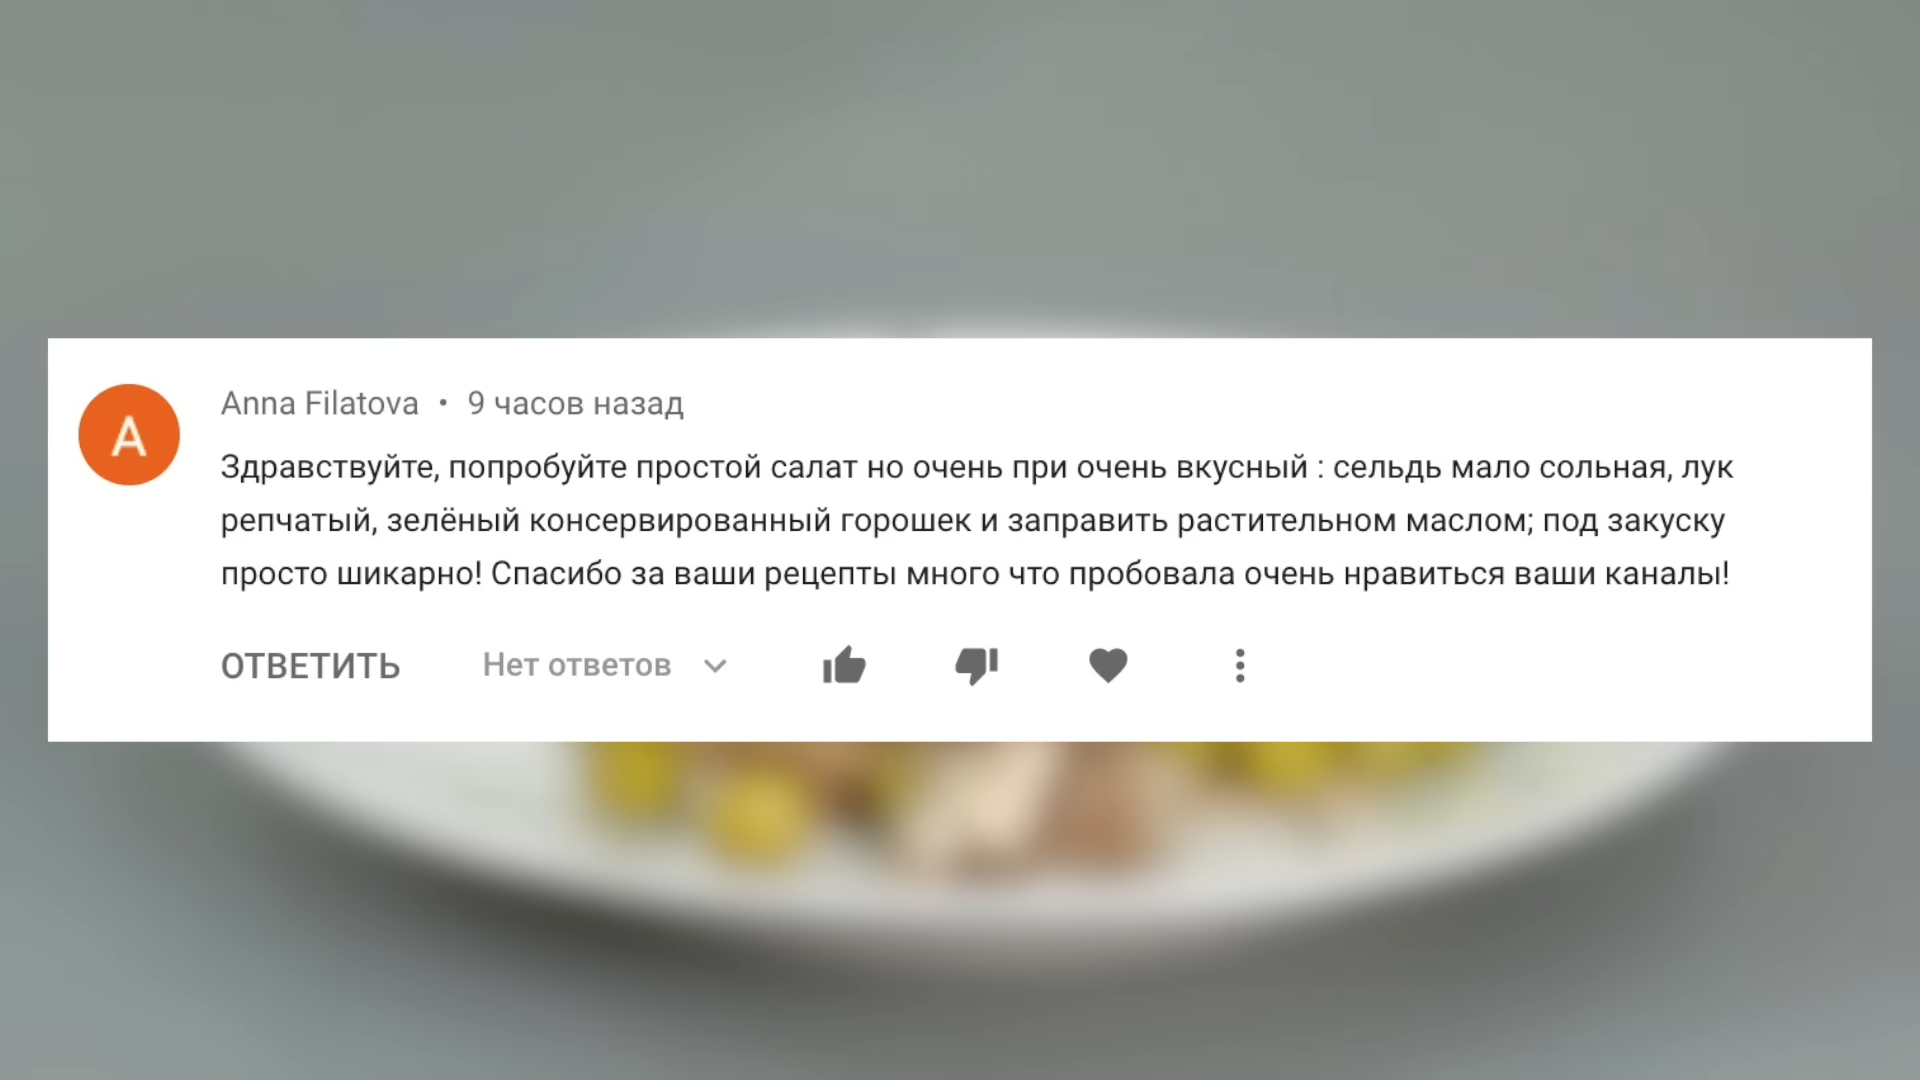 A
Anna Filatova • 9 часов назад
Здравствуйте, попробуйте простой салат но очень при очень вкусный : сельдь мало сольная, лук
репчатый, зелёный консервированный горошек и заправить растительном маслом; под закуску
просто шикарно! Спасибо за ваши рецепты много что пробовала очень нравиться ваши каналы!
ОТВЕТИТЬ Нет ответов